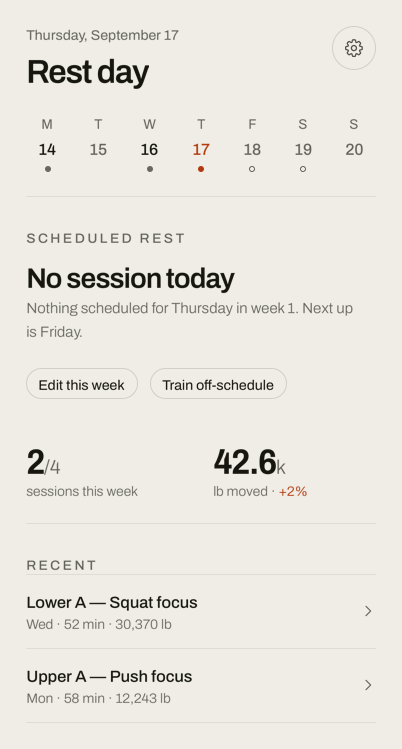 Thursday, September 17
Rest day
M T W T F S S
14 15 16 17 18 19 20
SCHEDULED REST
No session today
Nothing scheduled for Thursday in week 1. Next up
is Friday.
Edit this week Train off-schedule
2/4 42.6k
sessions this week lb moved · +2%
RECENT
Lower A — Squat focus
Wed · 52 min · 30,370 lb
Upper A — Push focus
Mon · 58 min · 12,243 lb